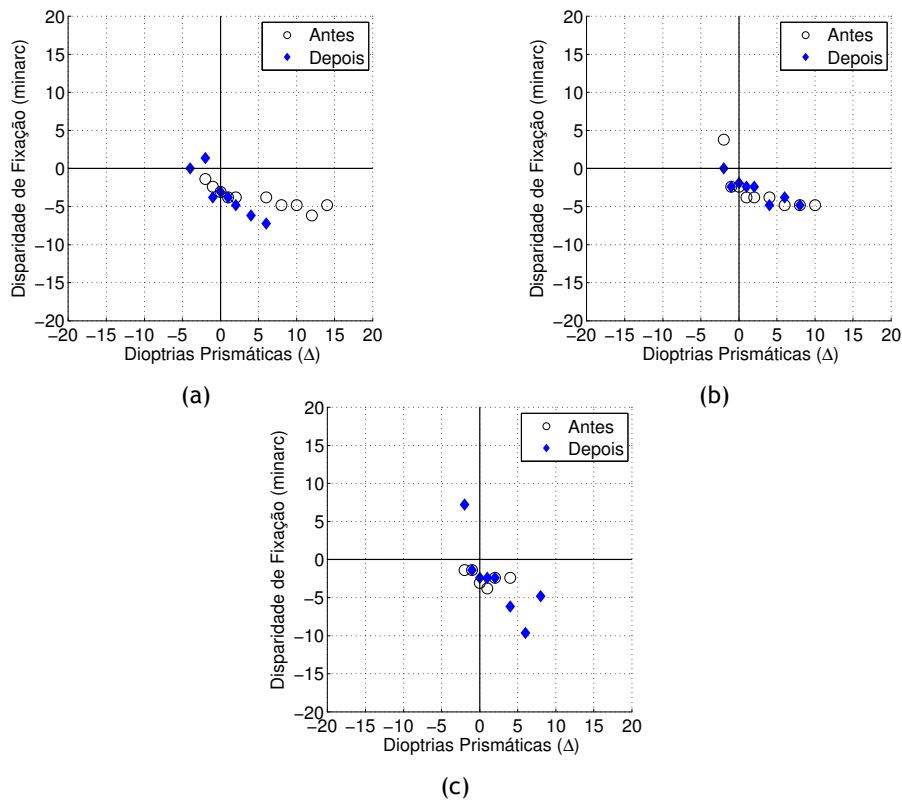 20
15
10
5
0
−5
−10
−15
−20
−20 −15 −10 −5 0 5 10 15 20
Disparidade de Fixação (minarc)
Dioptrias Prismáticas (Δ)
Antes
Depois
(a)
20
15
10
5
0
−5
−10
−15
−20
−20 −15 −10 −5 0 5 10 15 20
Disparidade de Fixação (minarc)
Dioptrias Prismáticas (Δ)
Antes
Depois
(b)
20
15
10
5
0
−5
−10
−15
−20
−20 −15 −10 −5 0 5 10 15 20
Disparidade de Fixação (minarc)
Dioptrias Prismáticas (Δ)
Antes
Depois
(c)